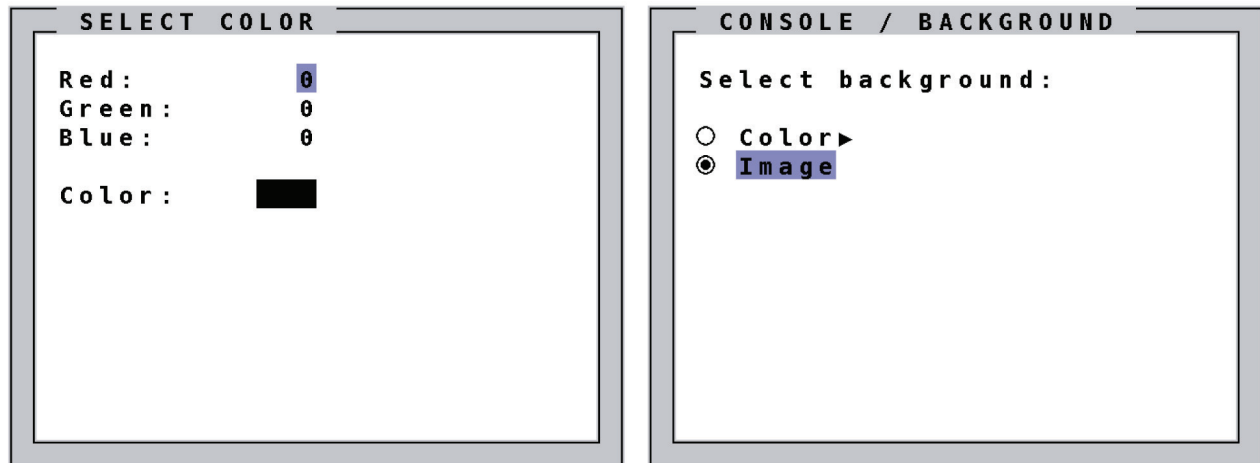 SELECT COLOR
Red: 0
Green: 0
Blue: 0
Color:
CONSOLE / BACKGROUND
Select background:
Color▶
Image